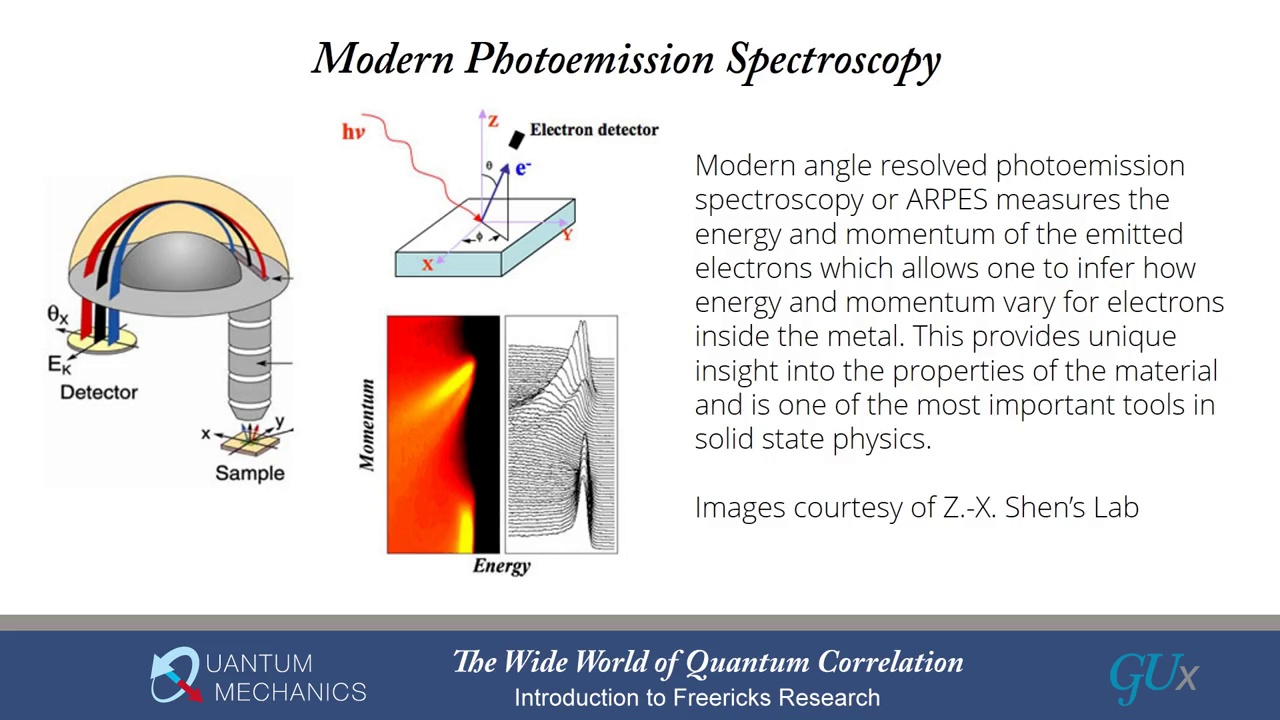 Modern Photoemission Spectroscopy
hν
Z
Electron detector
θ
e-
ϕ
X
Y
θX
EK
Detector
x
y
Sample
Momentum
Energy
Modern angle resolved photoemission
spectroscopy or ARPES measures the
energy and momentum of the emitted
electrons which allows one to infer how
energy and momentum vary for electrons
inside the metal. This provides unique
insight into the properties of the material
and is one of the most important tools in
solid state physics.
Images courtesy of Z.-X. Shen’s Lab
QUANTUM
MECHANICS
The Wide World of Quantum Correlation
Introduction to Freericks Research
GUx